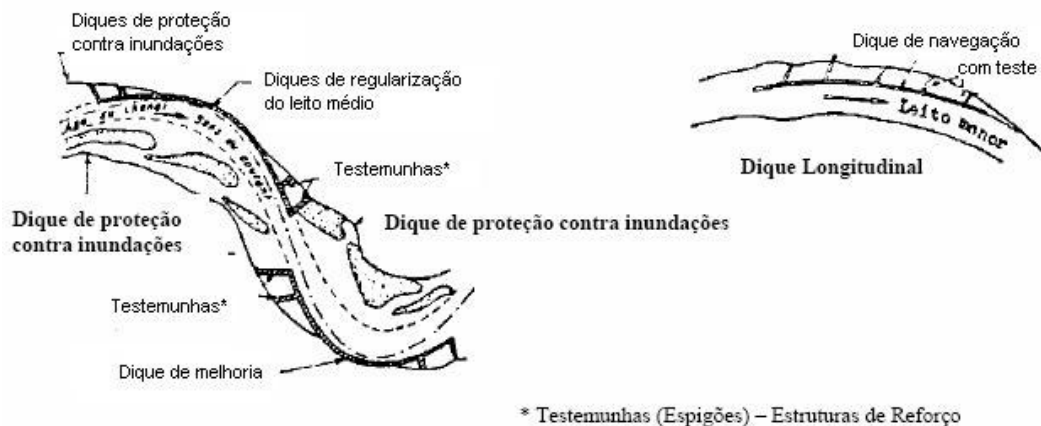 Diques de proteção
contra inundações
Diques de regularização
do leito médio
Testemunhas*
Dique de proteção
contra inundações
Dique de proteção contra inundações
Testemunhas*
Dique de melhoria
Dique de navegação
com teste
Leito menor
Dique Longitudinal
* Testemunhas (Espigões) – Estruturas de Reforço